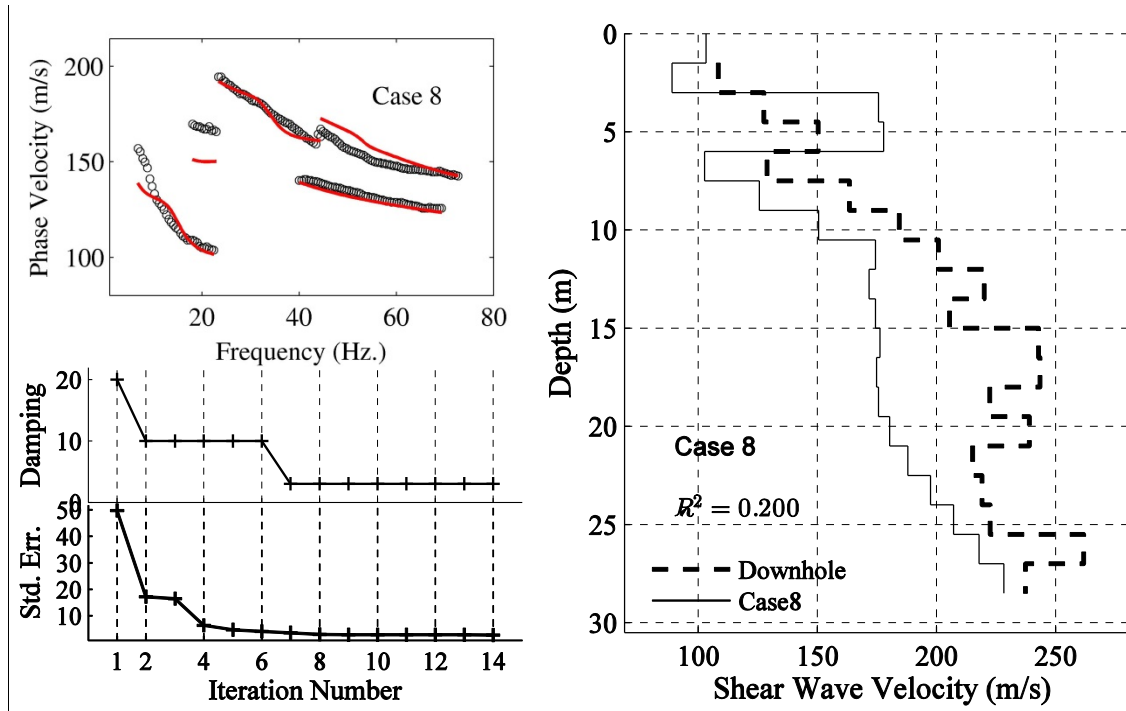 200
150
100
Phase Velocity (m/s)
Case 8
20
40
60
80
Frequency (Hz.)
20
10
0
Damping
50
40
30
20
10
Std. Err.
1
2
4
6
8
10
12
14
Iteration Number
0
5
10
15
20
25
30
Depth (m)
Case 8
R² = 0.200
Downhole
Case8
100
150
200
250
Shear Wave Velocity (m/s)